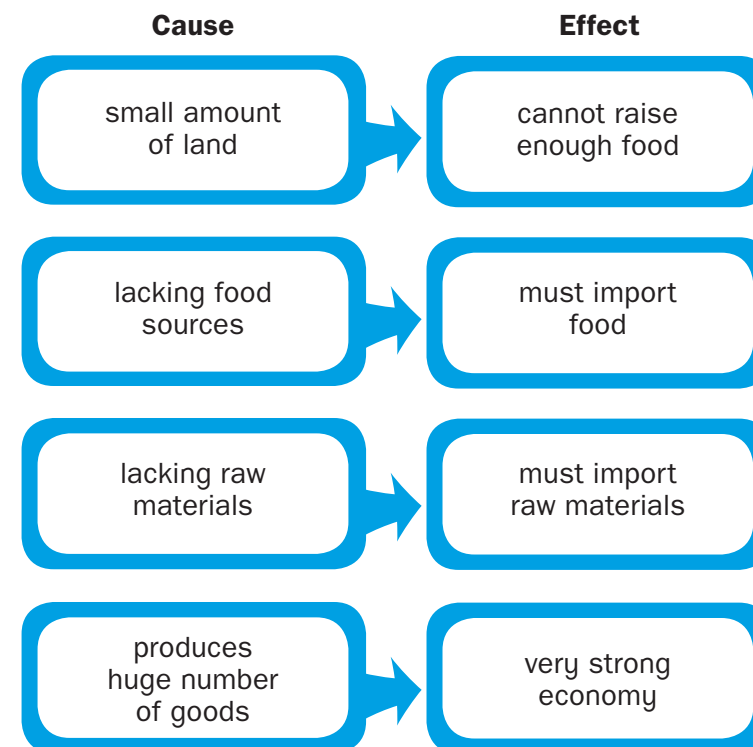 Cause
Effect
small amount
of land
cannot raise
enough food
lacking food
sources
must import
food
lacking raw
materials
must import
raw materials
produces
huge number
of goods
very strong
economy